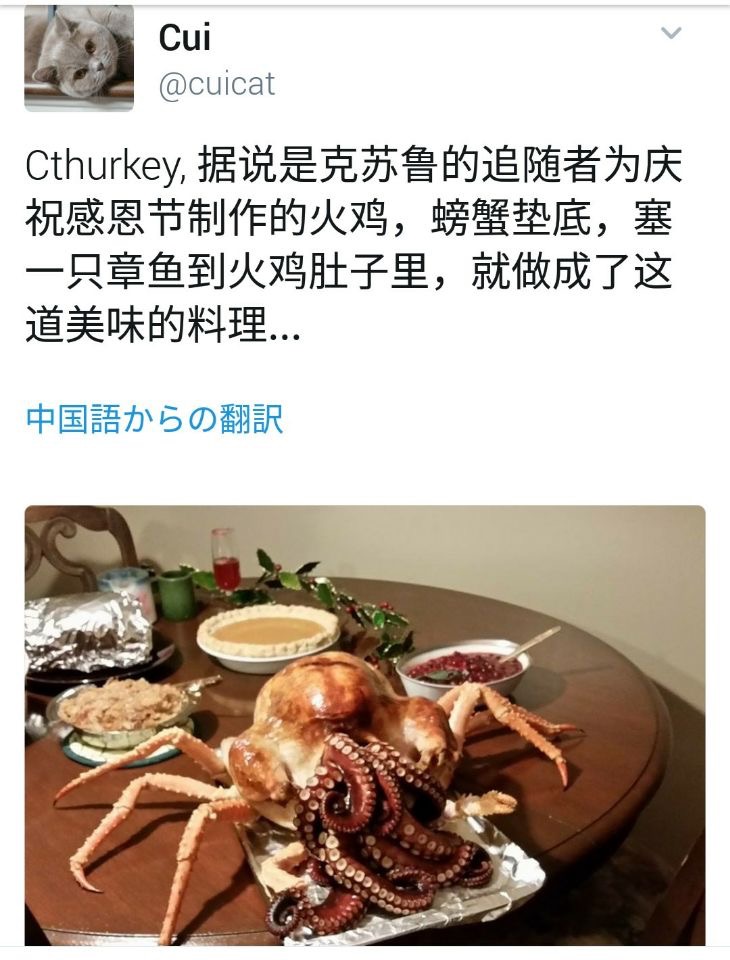 Cui
@cuicat
Cthurkey, 据说是克苏鲁的追随者为庆
祝感恩节制作的火鸡，螃蟹垫底，塞
一只章鱼到火鸡肚子里，就做成了这
道美味的料理...
中国語からの翻訳